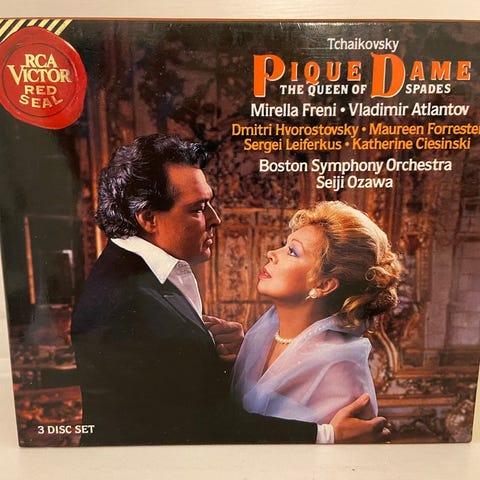 RCA
VICTOR
RED
SEAL
Tchaikovsky
PIQUE DAME
THE QUEEN OF SPADES
Mirella Freni • Vladimir Atlantov
Dmitri Hvorostovsky • Maureen Forrester
Sergei Leiferkus • Katherine Ciesinski
Boston Symphony Orchestra
Seiji Ozawa
3 DISC SET